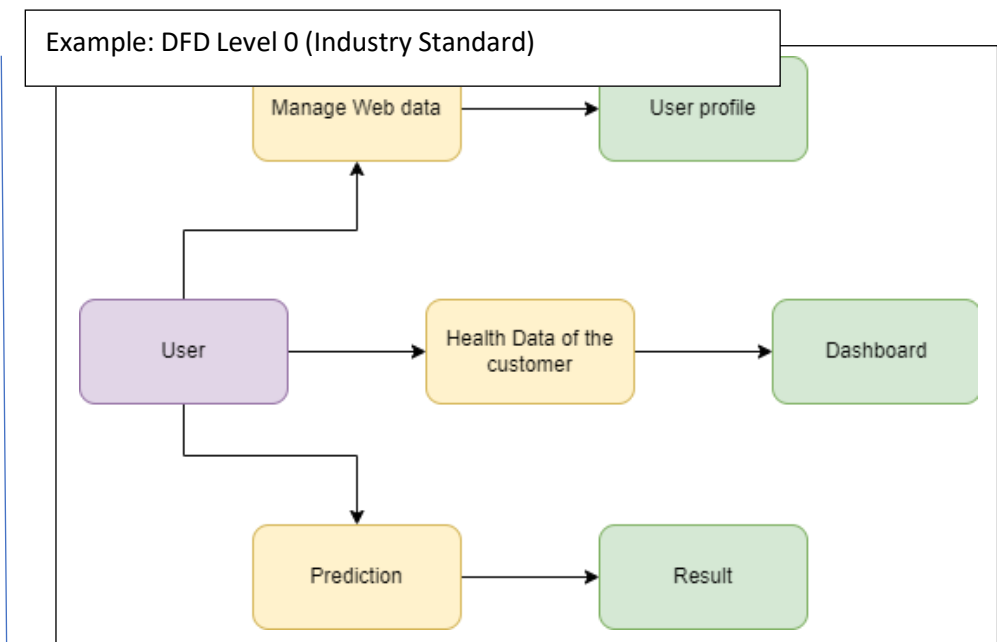 Example: DFD Level 0 (Industry Standard)
Manage Web data
User profile
User
Health Data of the
customer
Dashboard
Prediction
Result